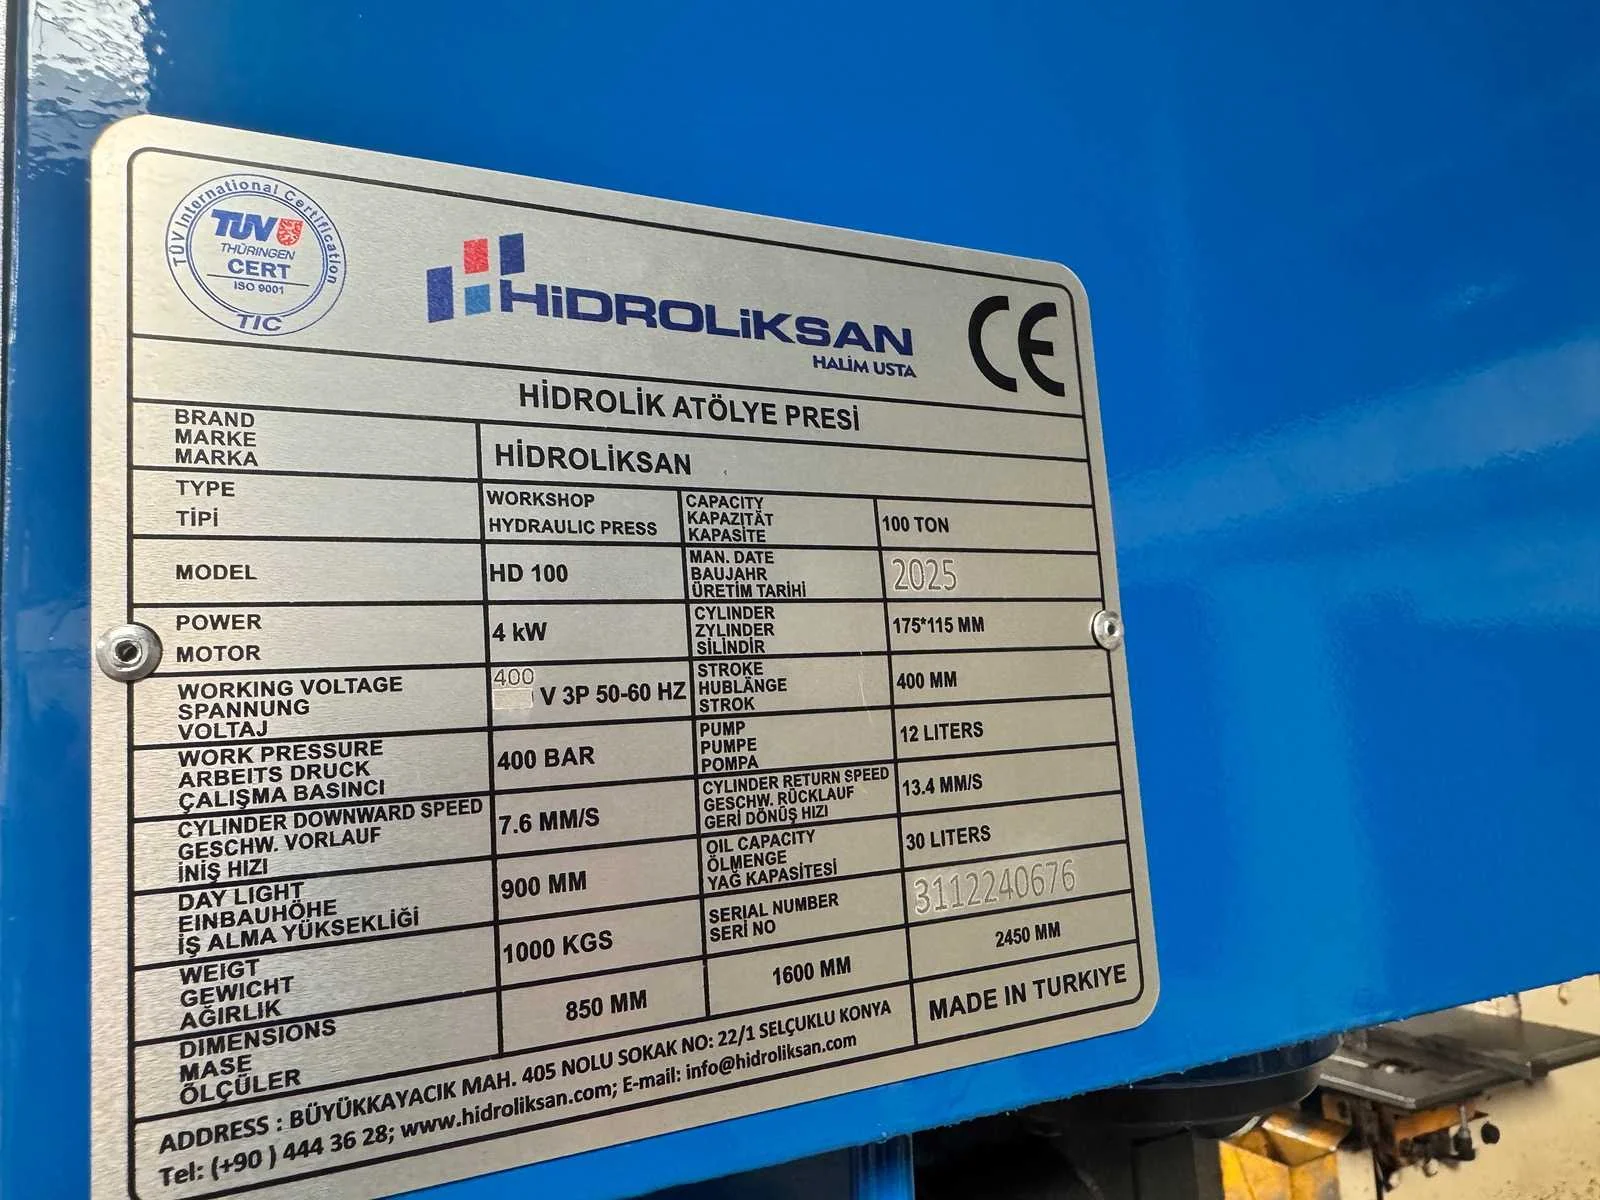 TÜV International Certification
TÜV
THÜRINGEN
CERT
ISO 9001
TIC
HiDROLiKSAN
HALİM USTA
CE
HİDROLİK ATÖLYE PRESİ
BRAND
MARKE
MARKA
HİDROLİKSAN
TYPE
TİPİ
WORKSHOP
HYDRAULIC PRESS
CAPACITY
KAPAZITÄT
KAPASİTE
100 TON
MODEL
HD 100
MAN. DATE
BAUJAHR
ÜRETİM TARİHİ
2025
POWER
MOTOR
4 kW
CYLINDER
ZYLINDER
SİLİNDİR
175*115 MM
WORKING VOLTAGE
SPANNUNG
VOLTAJ
400
V 3P 50-60 HZ
STROKE
HUBLÄNGE
STROK
400 MM
WORK PRESSURE
ARBEITS DRUCK
ÇALIŞMA BASINCI
400 BAR
PUMP
PUMPE
POMPA
12 LITERS
CYLINDER DOWNWARD SPEED
GESCHW. VORLAUF
İNİŞ HIZI
7.6 MM/S
CYLINDER RETURN SPEED
GESCHW. RÜCKLAUF
GERİ DÖNÜŞ HIZI
13.4 MM/S
DAY LIGHT
EINBAUHÖHE
İŞ ALMA YÜKSEKLİĞİ
900 MM
OIL CAPACITY
ÖLMENGE
YAĞ KAPASİTESİ
30 LITERS
WEIGT
GEWICHT
AĞIRLIK
1000 KGS
SERIAL NUMBER
SERİ NO
3112240676
DIMENSIONS
MASE
ÖLÇÜLER
850 MM
1600 MM
2450 MM
ADDRESS : BÜYÜKKAYACIK MAH. 405 NOLU SOKAK NO: 22/1 SELÇUKLU KONYA
Tel: (+90 ) 444 36 28; www.hidroliksan.com; E-mail: info@hidroliksan.com
MADE IN TURKIYE